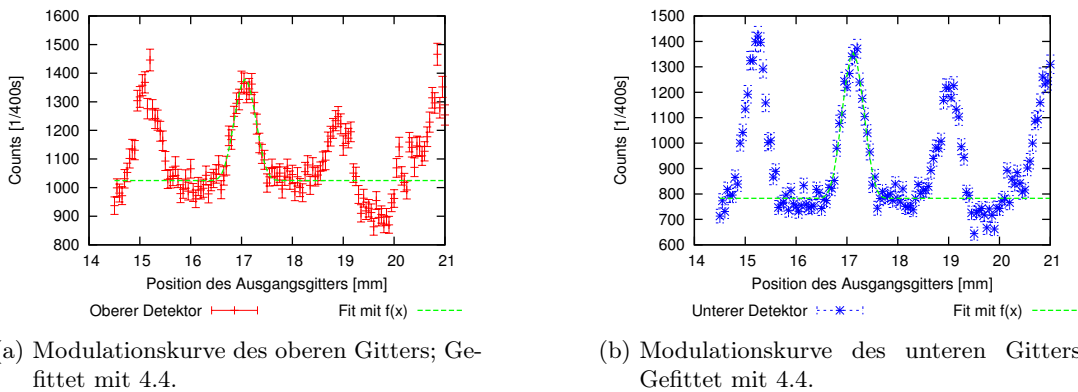 1600
1500
1400
1300
1200
1100
1000
900
800
14 15 16 17 18 19 20 21
Counts [1/400s]
Position des Ausgangsgitters [mm]
Oberer Detektor
Fit mit f(x)
a) Modulationskurve des oberen Gitters; Ge-
fittet mit 4.4.
1500
1400
1300
1200
1100
1000
900
800
700
600
14 15 16 17 18 19 20 21
Counts [1/400s]
Position des Ausgangsgitters [mm]
Unterer Detektor
Fit mit f(x)
(b) Modulationskurve des unteren Gitters
Gefittet mit 4.4.